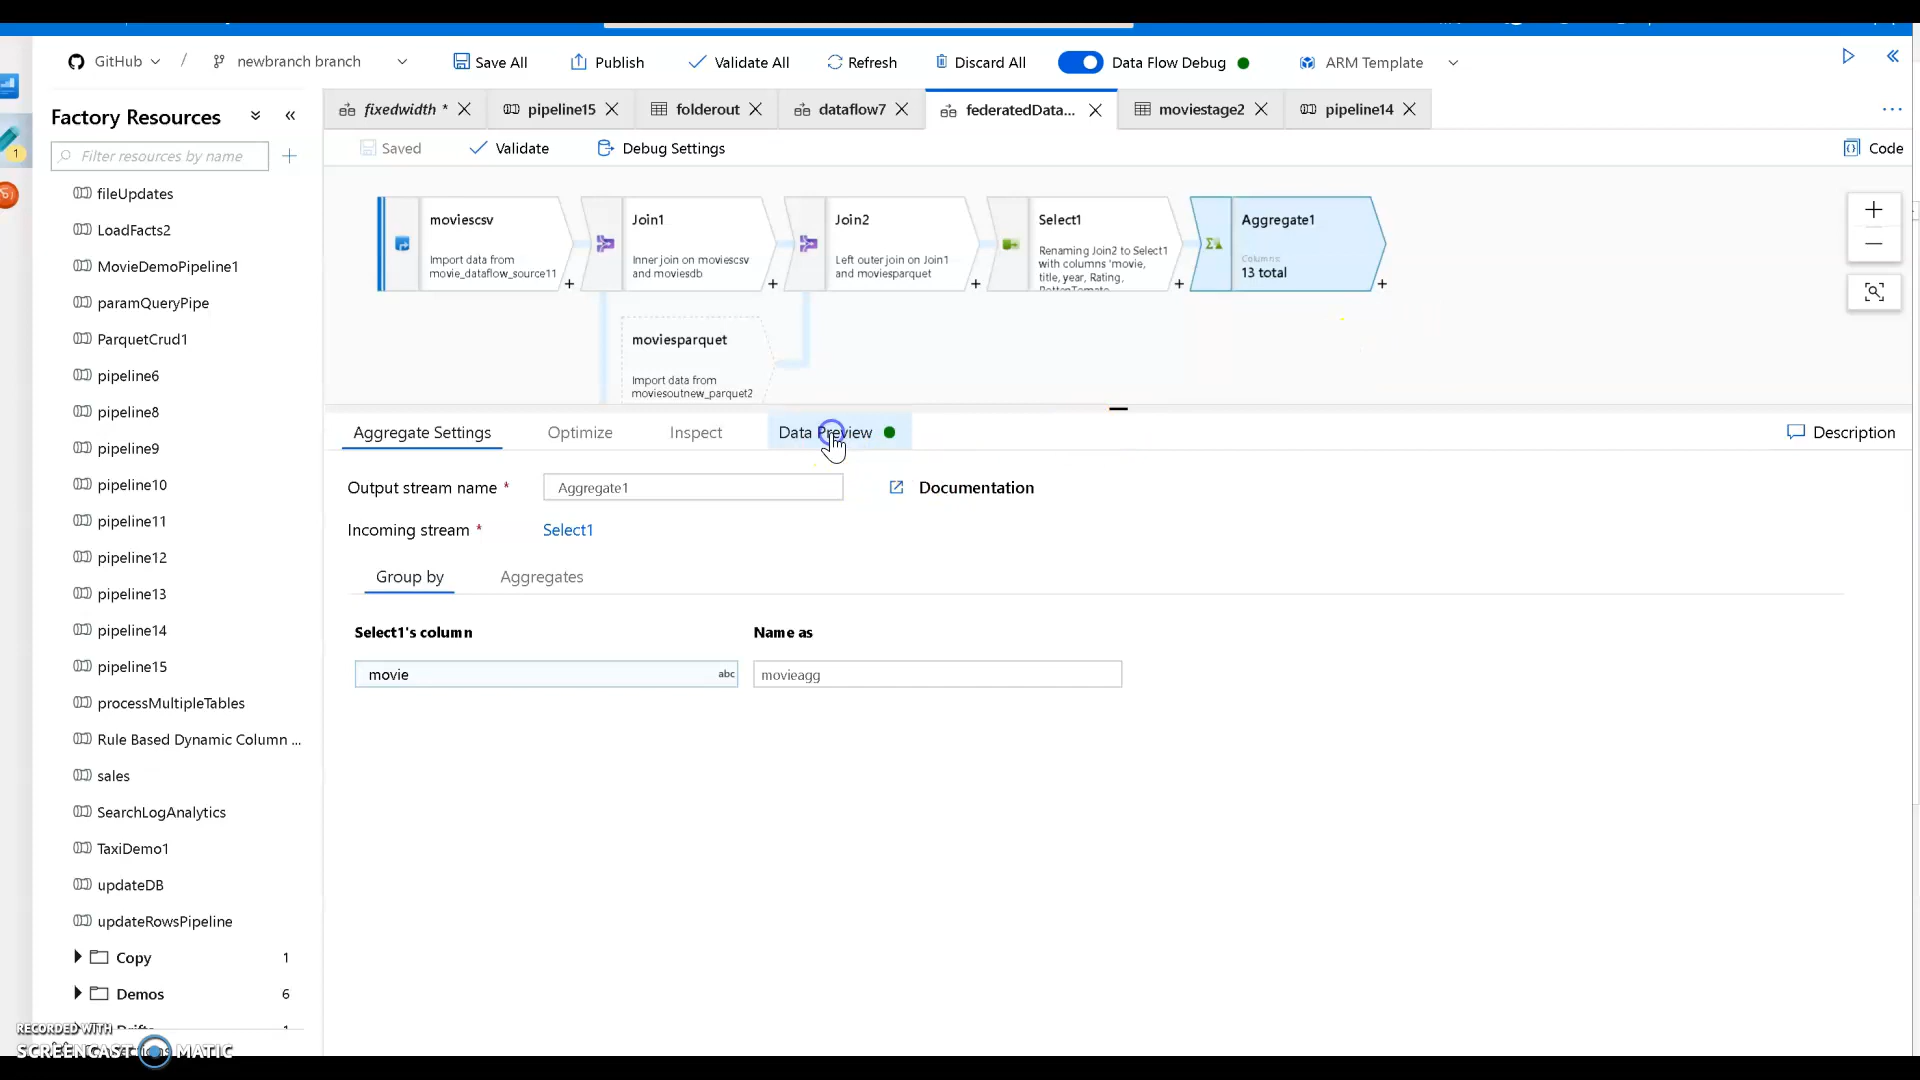 GitHub / newbranch branch Save All Publish Validate All Refresh Discard All Data Flow Debug ARM Template
Factory Resources
Filter resources by name
fileUpdates
LoadFacts2
MovieDemoPipeline1
paramQueryPipe
ParquetCrud1
pipeline6
pipeline8
pipeline9
pipeline10
pipeline11
pipeline12
pipeline13
pipeline14
pipeline15
processMultipleTables
Rule Based Dynamic Column ...
sales
SearchLogAnalytics
TaxiDemo1
updateDB
updateRowsPipeline
Copy 1
Demos 6
1
fixedwidth * pipeline15 folderout dataflow7 federatedData... moviestage2 pipeline14
Saved Validate Debug Settings Code
moviescsv
Import data from
movie_dataflow_source11
Join1
Inner join on moviescsv
and moviesdb
Join2
Left outer join on Join1
and moviesparquet
Select1
Renaming Join2 to Select1
with columns 'movie,
title, year, Rating,
Aggregate1
Columns:
13 total
moviesparquet
Import data from
moviesoutnew_parquet2
Aggregate Settings Optimize Inspect Data Preview Description
Output stream name * Aggregate1 Documentation
Incoming stream * Select1
Group by Aggregates
Select1's column Name as
movie abc movieagg
RECORDED WITH
SCREENCAST MATIC